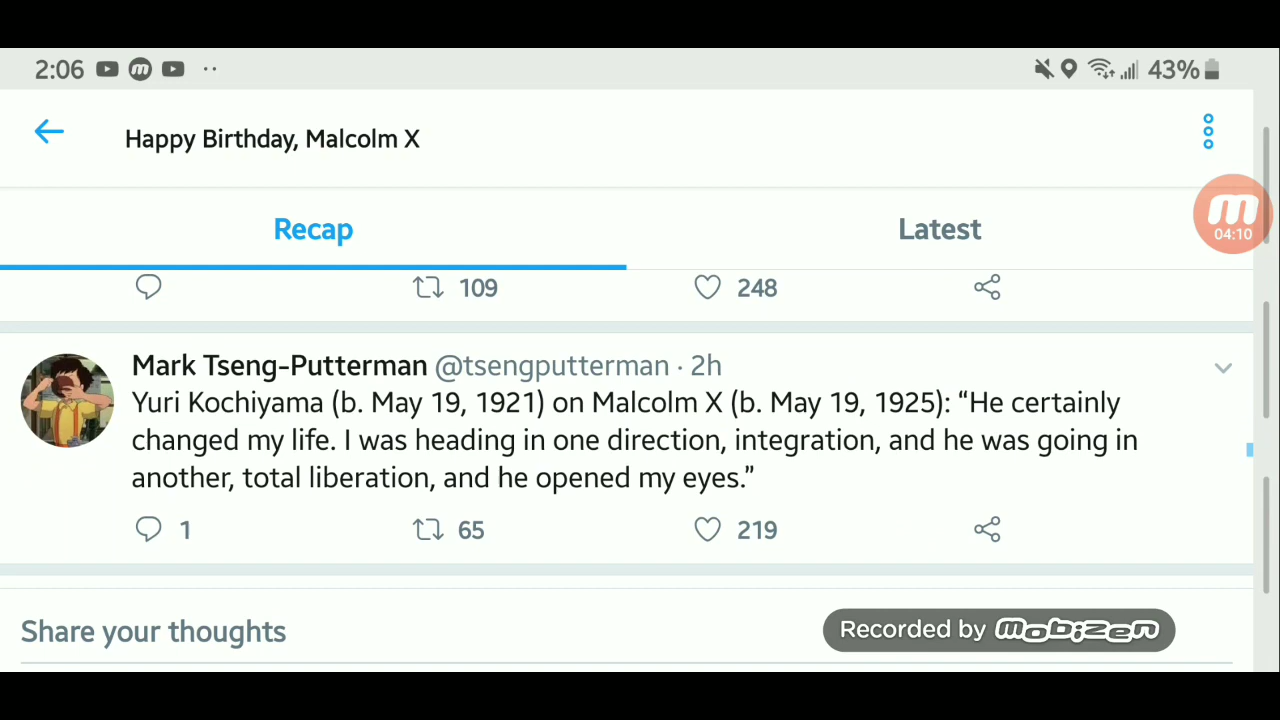 2:06 43%
Happy Birthday, Malcolm X
Recap Latest
04:10
109 248
Mark Tseng-Putterman @tsengputterman · 2h
Yuri Kochiyama (b. May 19, 1921) on Malcolm X (b. May 19, 1925): “He certainly
changed my life. I was heading in one direction, integration, and he was going in
another, total liberation, and he opened my eyes.”
1 65 219
Share your thoughts
Recorded by mobizen